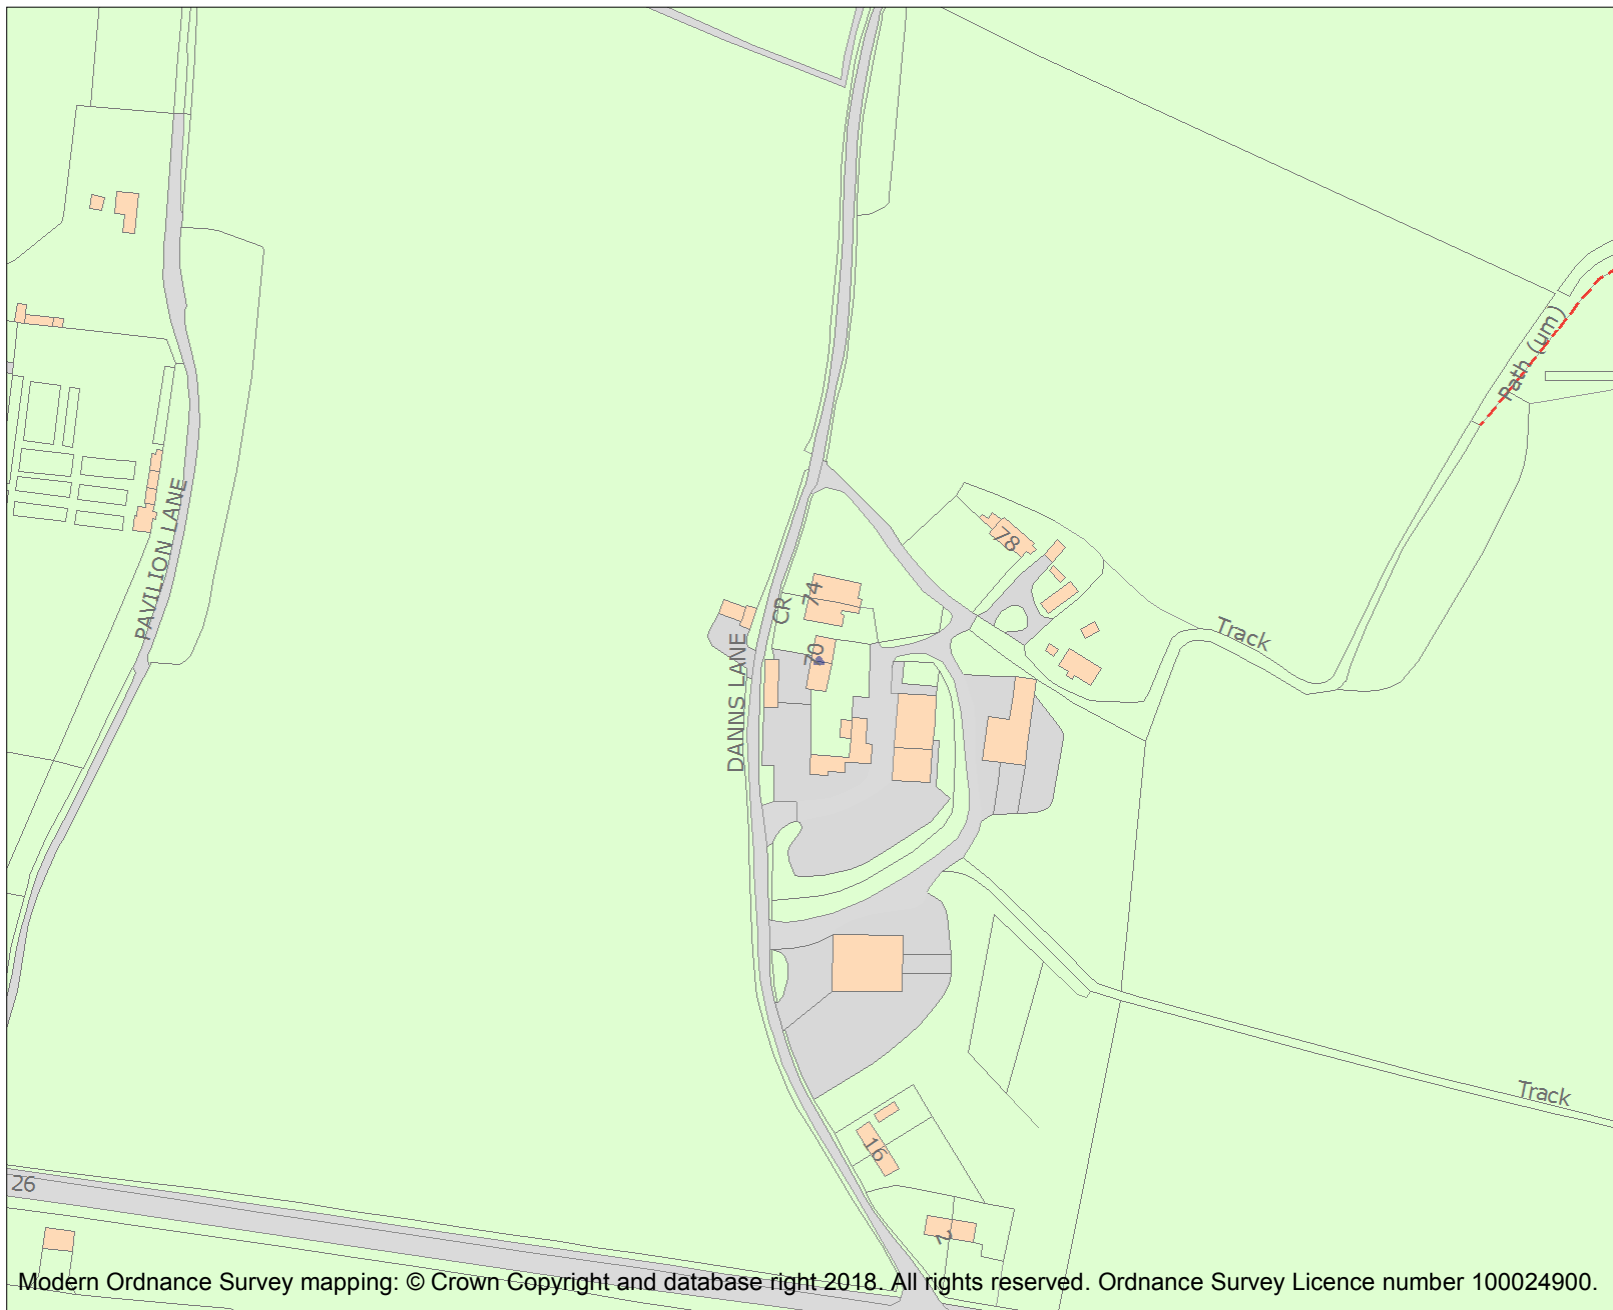 Path (um)
PAVILION LANE
78
74
CR
70
DANNS LANE
Track
Track
16
26
2
Modern Ordnance Survey mapping: © Crown Copyright and database right 2018. All rights reserved. Ordnance Survey Licence number 100024900.